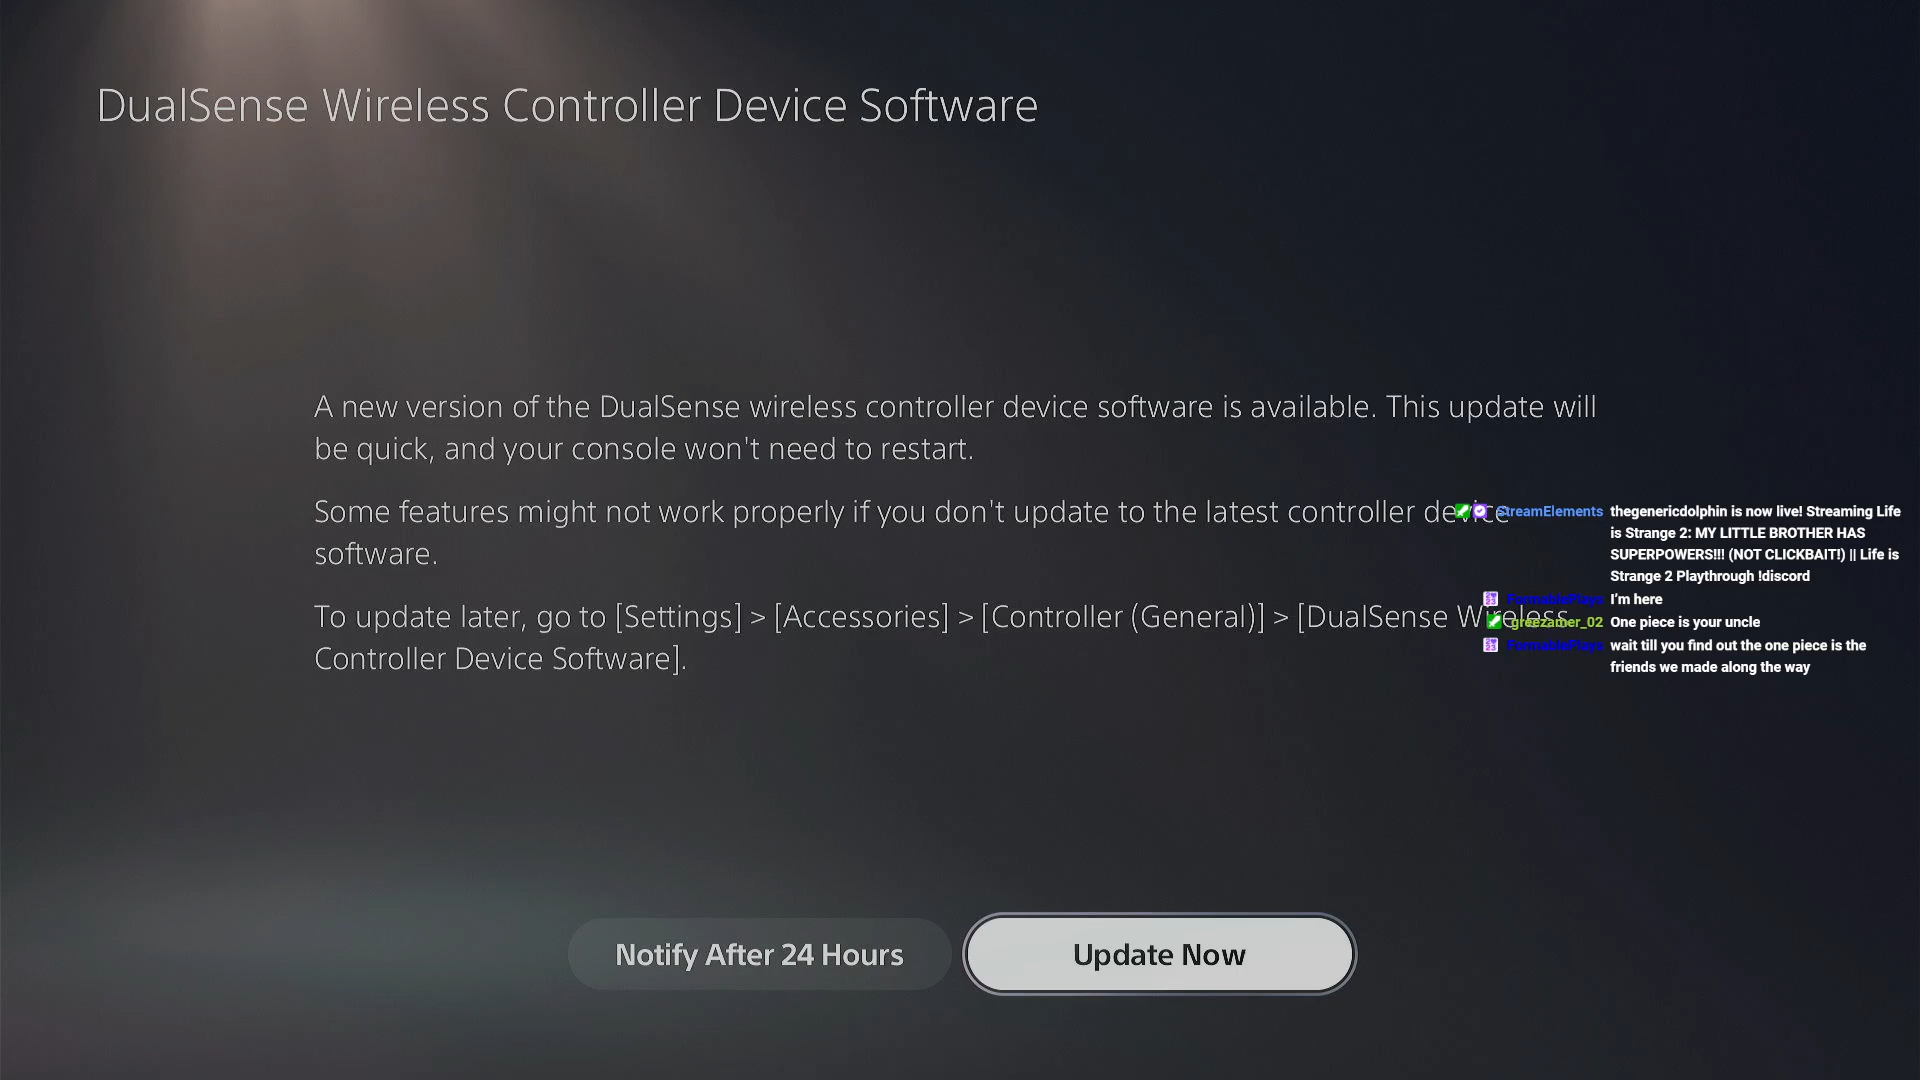 DualSense Wireless Controller Device Software
A new version of the DualSense wireless controller device software is available. This update will
be quick, and your console won't need to restart.
Some features might not work properly if you don't update to the latest controller device
software.
To update later, go to [Settings] > [Accessories] > [Controller (General)] > [DualSense Wireless
Controller Device Software].
StreamElements thegenericdolphin is now live! Streaming Life
is Strange 2: MY LITTLE BROTHER HAS
SUPERPOWERS!!! (NOT CLICKBAIT!) || Life is
Strange 2 Playthrough !discord
FormablePlays I'm here
greezamer_02 One piece is your uncle
FormablePlays wait till you find out the one piece is the
friends we made along the way
Notify After 24 Hours
Update Now